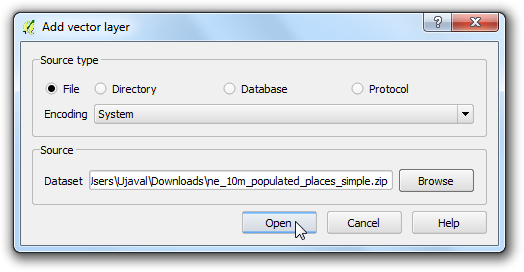 Add vector layer
Source type
File Directory Database Protocol
Encoding System
Source
Dataset Users\Ujaval\Downloads\ne_10m_populated_places_simple.zip Browse
Open Cancel Help